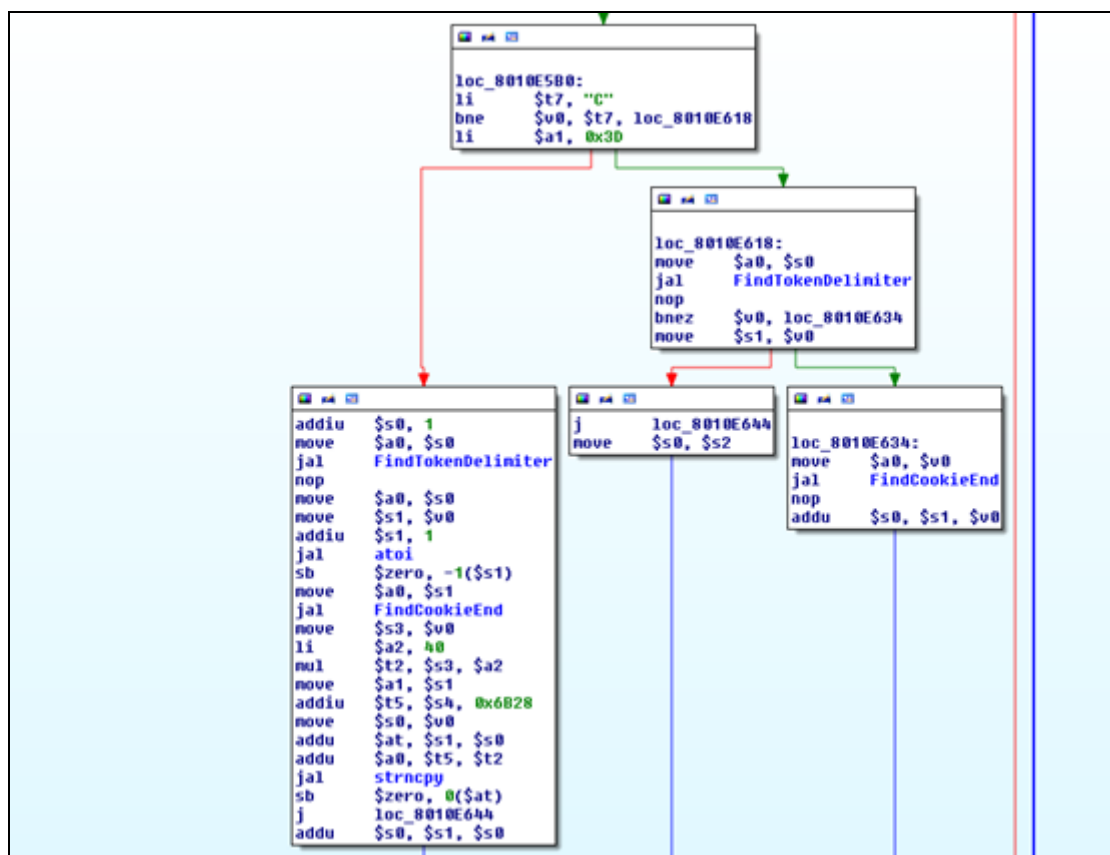 loc_8010E5B0:
li $t7, "C"
bne $v0, $t7, loc_8010E618
li $a1, 0x3D
loc_8010E618:
move $a0, $s0
jal FindTokenDelimiter
nop
bnez $v0, loc_8010E634
move $s1, $v0
addiu $s0, 1
move $a0, $s0
jal FindTokenDelimiter
nop
move $a0, $s0
move $s1, $v0
addiu $s1, 1
jal atoi
sb $zero, -1($s1)
move $a0, $s1
jal FindCookieEnd
move $s3, $v0
li $a2, 40
mul $t2, $s3, $a2
move $a1, $s1
addiu $t5, $s4, 0x6B28
move $s0, $v0
addu $at, $s1, $s0
addu $a0, $t5, $t2
jal strncpy
sb $zero, 0($at)
j loc_8010E644
addu $s0, $s1, $s0
j loc_8010E644
move $s0, $s2
loc_8010E634:
move $a0, $v0
jal FindCookieEnd
nop
addu $s0, $s1, $v0